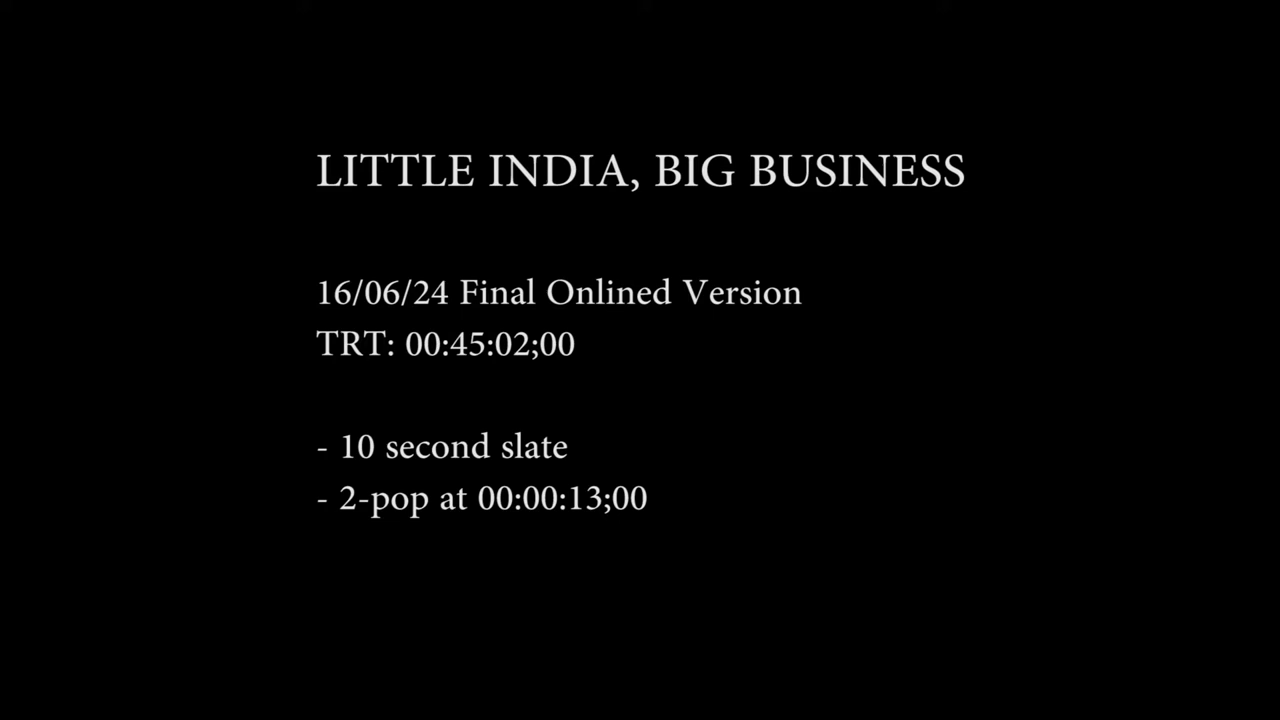 LITTLE INDIA, BIG BUSINESS
16/06/24 Final Onlined Version
TRT: 00:45:02;00
- 10 second slate
- 2-pop at 00:00:13;00